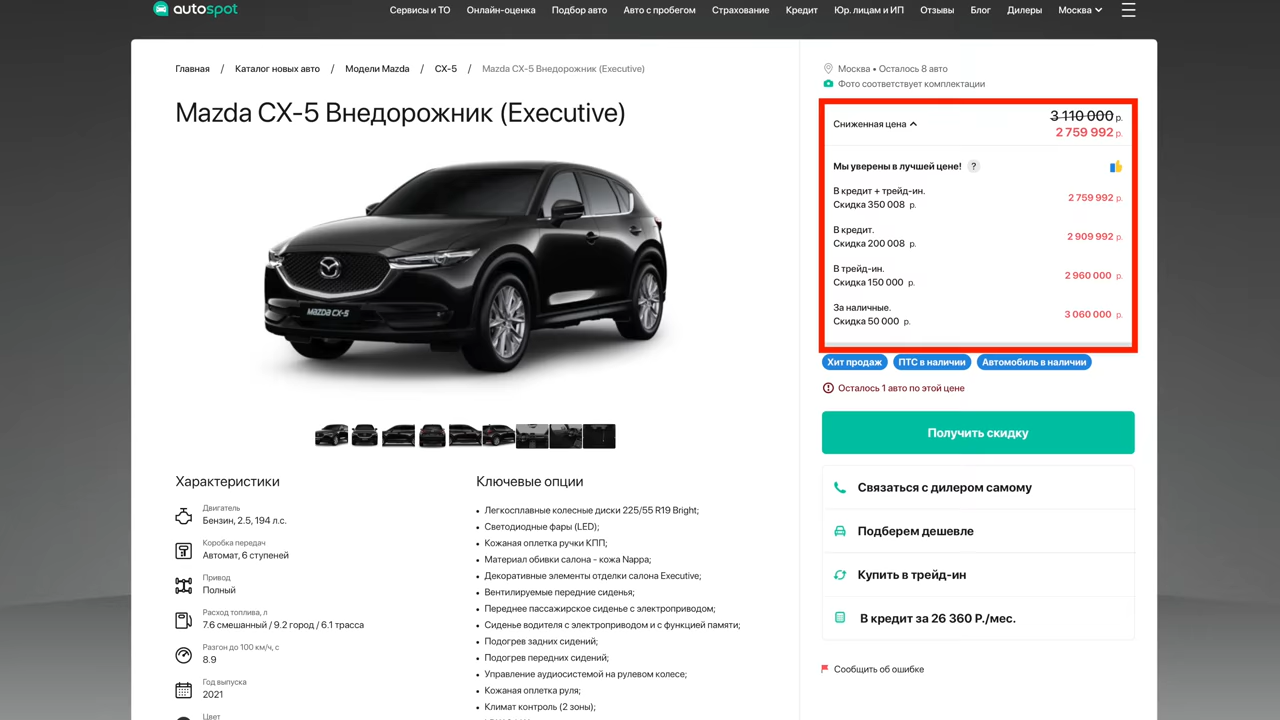 autospot
Сервисы и ТО Онлайн-оценка Подбор авто Авто с пробегом Страхование Кредит Юр. лицам и ИП Отзывы Блог Дилеры Москва
Главная / Каталог новых авто / Модели Mazda / CX-5 / Mazda CX-5 Внедорожник (Executive)
Mazda CX-5 Внедорожник (Executive)
MAZDA CX-5
Характеристики
Двигатель
Бензин, 2.5, 194 л.с.
Коробка передач
Автомат, 6 ступеней
Привод
Полный
Расход топлива, л
7.6 смешанный / 9.2 город / 6.1 трасса
Разгон до 100 км/ч, с
8.9
Год выпуска
2021
Цвет
Ключевые опции
• Легкосплавные колесные диски 225/55 R19 Bright;
• Светодиодные фары (LED);
• Кожаная оплетка ручки КПП;
• Материал обивки салона - кожа Nappa;
• Декоративные элементы отделки салона Executive;
• Вентилируемые передние сиденья;
• Переднее пассажирское сиденье с электроприводом;
• Сиденье водителя с электроприводом и с функцией памяти;
• Подогрев задних сидений;
• Подогрев передних сидений;
• Управление аудиосистемой на рулевом колесе;
• Кожаная оплетка руля;
• Климат контроль (2 зоны);
Москва • Осталось 8 авто
Фото соответствует комплектации
Сниженная цена 3 110 000 р.
2 759 992 р.
Мы уверены в лучшей цене! ?
В кредит + трейд-ин.
Скидка 350 008 р. 2 759 992 р.
В кредит.
Скидка 200 008 р. 2 909 992 р.
В трейд-ин.
Скидка 150 000 р. 2 960 000 р.
За наличные.
Скидка 50 000 р. 3 060 000 р.
Хит продаж ПТС в наличии Автомобиль в наличии
Осталось 1 авто по этой цене
Получить скидку
Связаться с дилером самому
Подберем дешевле
Купить в трейд-ин
В кредит за 26 360 Р./мес.
Сообщить об ошибке